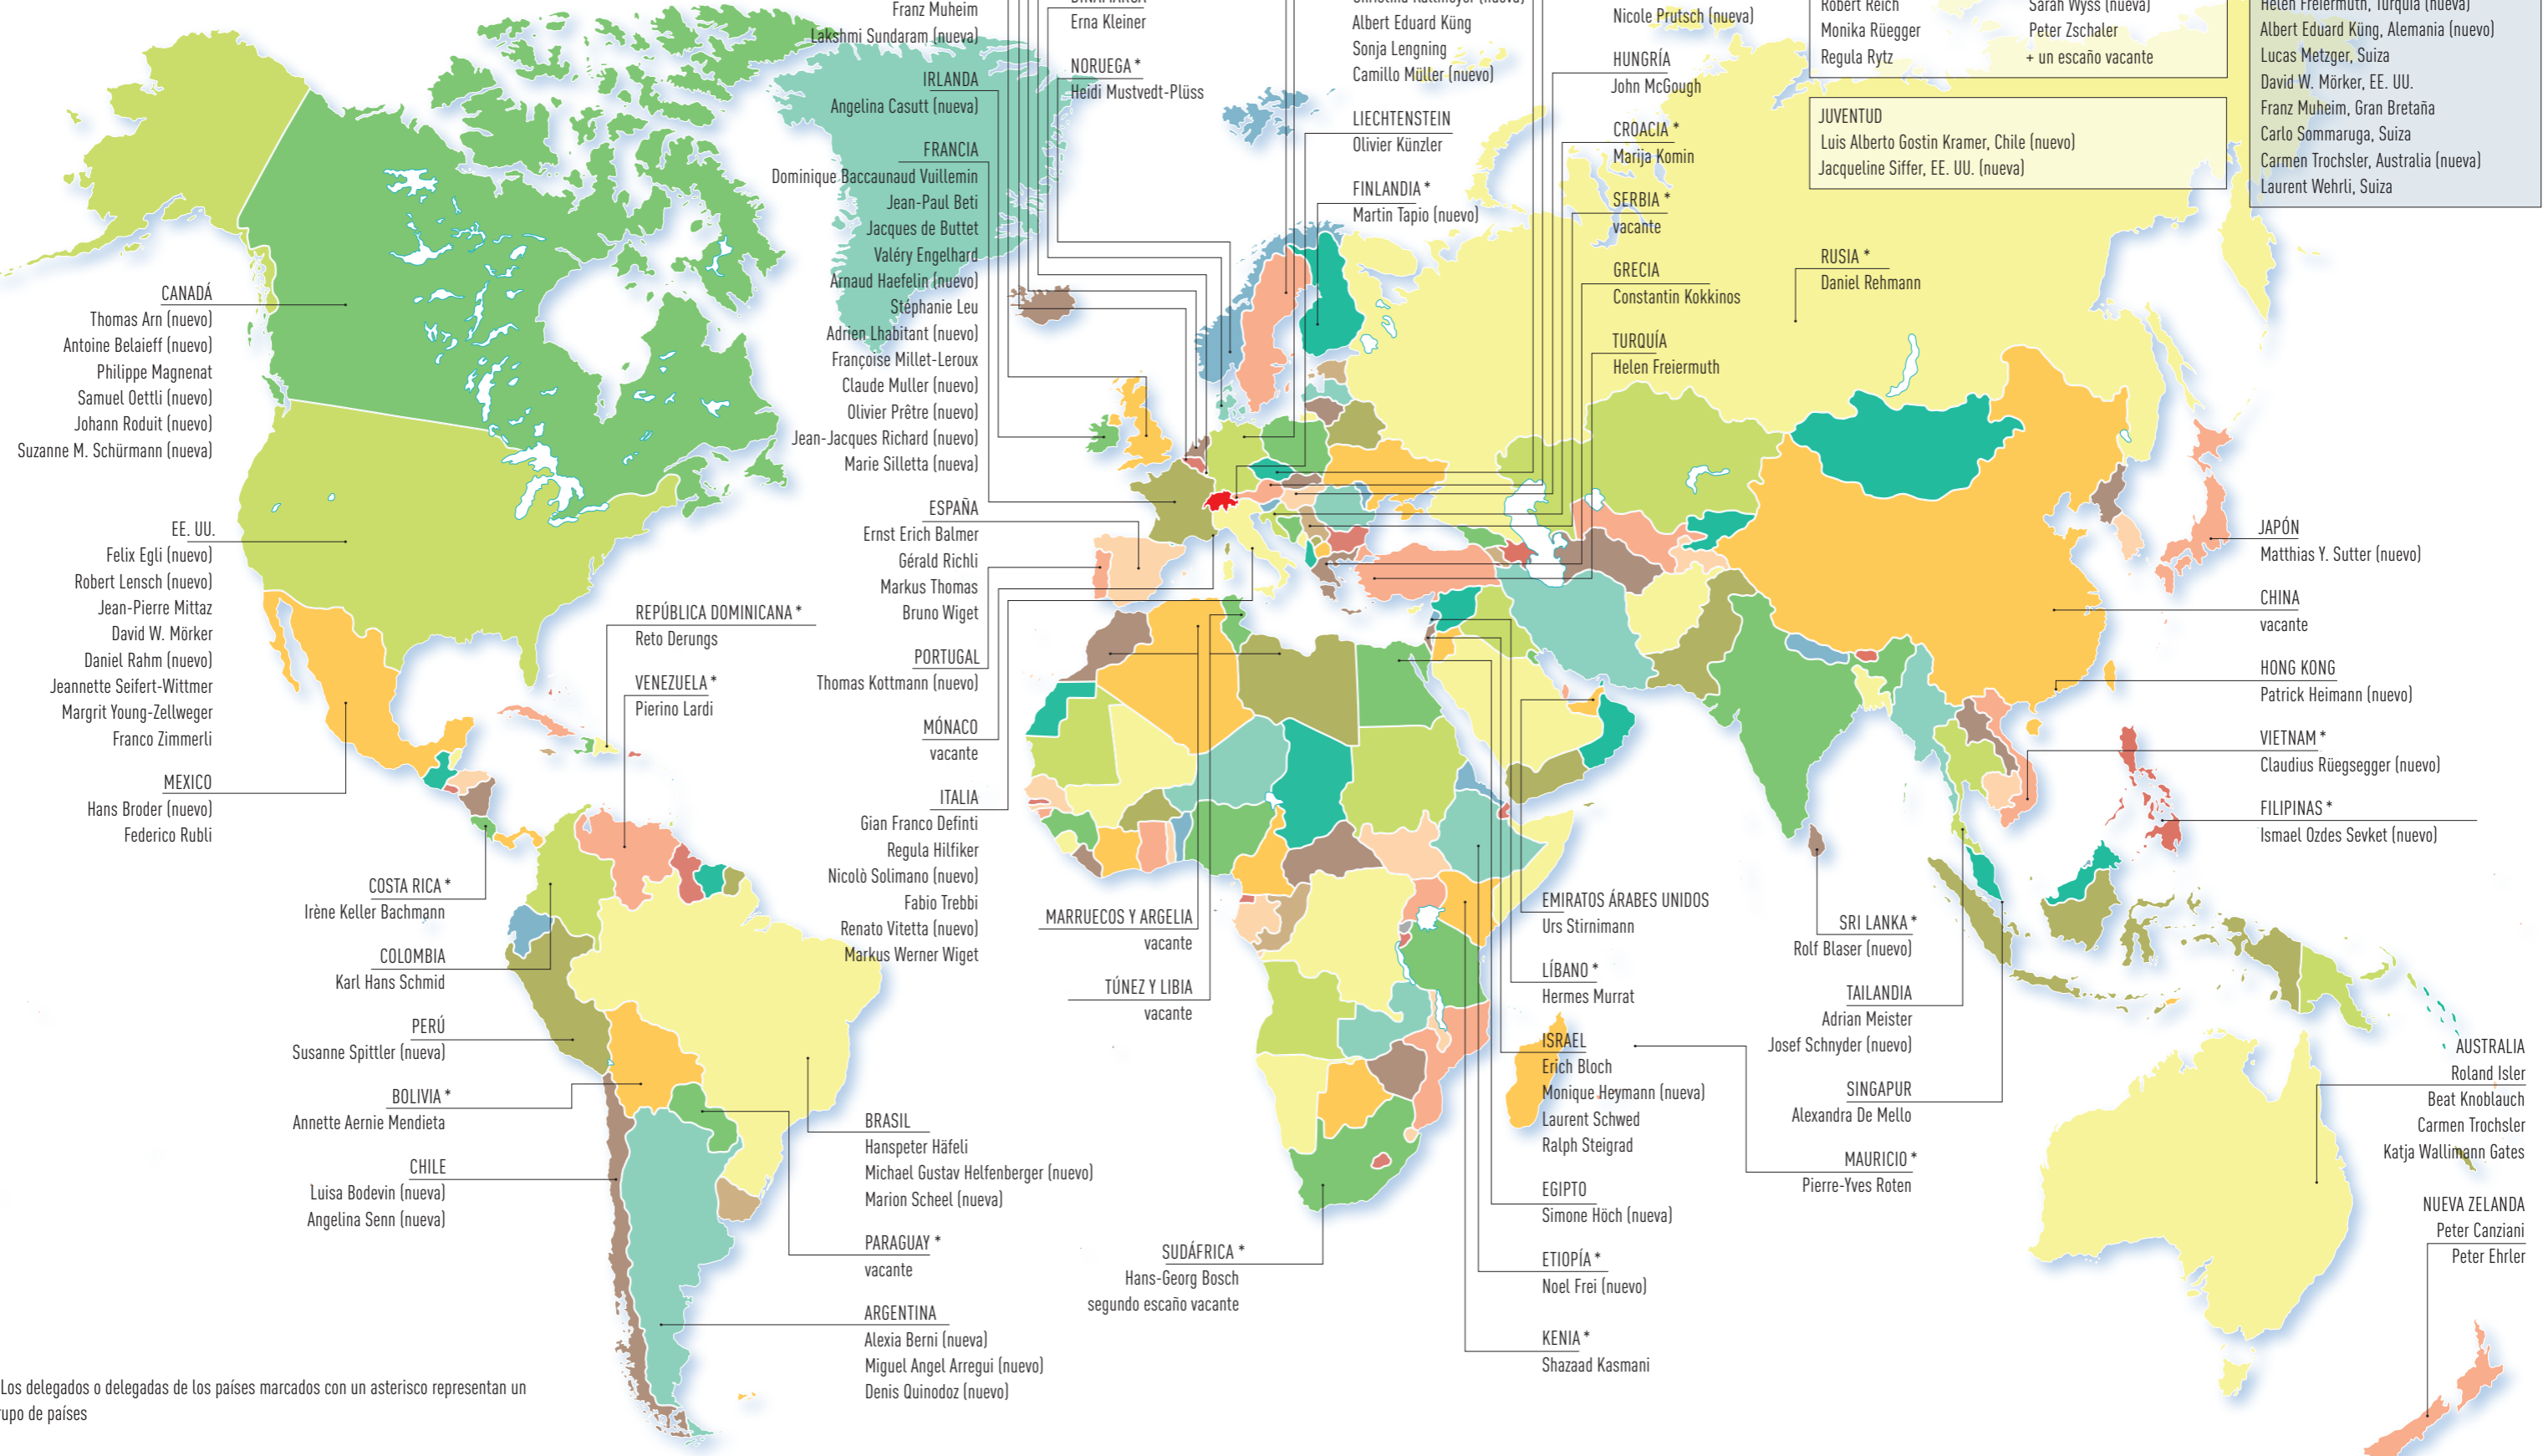 Franz Muheim
Lakshmi Sundaram (nueva)
IRLANDA
Angelina Casutt (nueva)
FRANCIA
Dominique Baccaunaud Vuillemin
Jean-Paul Beti
Jacques de Buttet
Valéry Engelhard
Arnaud Haefelin (nuevo)
Stéphanie Leu
Adrien Lhabitant (nuevo)
Françoise Millet-Leroux
Claude Muller (nuevo)
Olivier Prêtre (nuevo)
Jean-Jacques Richard (nuevo)
Marie Silletta (nueva)
ESPAÑA
Ernst Erich Balmer
Gérald Richli
Markus Thomas
Bruno Wiget
PORTUGAL
Thomas Kottmann (nuevo)
MÓNACO
vacante
ITALIA
Gian Franco Definti
Regula Hilfiker
Nicolò Solimano (nuevo)
Fabio Trebbi
Renato Vitetta (nuevo)
Markus Werner Wiget
DINAMARCA
Erna Kleiner
NORUEGA *
Heidi Mustvedt-Plüss
Albert Eduard Küng
Sonja Lengning
Camillo Müller (nuevo)
LIECHTENSTEIN
Olivier Künzler
FINLANDIA *
Martin Tapio (nuevo)
Nicole Prutsch (nueva)
HUNGRÍA
John McGough
CROACIA *
Marija Komin
SERBIA *
vacante
GRECIA
Constantin Kokkinos
TURQUÍA
Helen Freiermuth
Robert Reich
Monika Rüegger
Regula Rytz
Sarah Wyss (nueva)
Peter Zschaler
+ un escaño vacante
JUVENTUD
Luis Alberto Gostin Kramer, Chile (nuevo)
Jacqueline Siffer, EE. UU. (nueva)
Helen Freiermuth, Turquía (nueva)
Albert Eduard Küng, Alemania (nuevo)
Lucas Metzger, Suiza
David W. Mörker, EE. UU.
Franz Muheim, Gran Bretaña
Carlo Sommaruga, Suiza
Carmen Trochsler, Australia (nueva)
Laurent Wehrli, Suiza
RUSIA *
Daniel Rehmann
CANADÁ
Thomas Arn (nuevo)
Antoine Belaieff (nuevo)
Philippe Magnenat
Samuel Oettli (nuevo)
Johann Roduit (nuevo)
Suzanne M. Schürmann (nueva)
EE. UU.
Felix Egli (nuevo)
Robert Lensch (nuevo)
Jean-Pierre Mittaz
David W. Mörker
Daniel Rahm (nuevo)
Jeannette Seifert-Wittmer
Margrit Young-Zellweger
Franco Zimmerli
MEXICO
Hans Broder (nuevo)
Federico Rubli
REPÚBLICA DOMINICANA *
Reto Derungs
VENEZUELA *
Pierino Lardi
COSTA RICA *
Irène Keller Bachmann
COLOMBIA
Karl Hans Schmid
PERÚ
Susanne Spittler (nueva)
BOLIVIA *
Annette Aernie Mendieta
CHILE
Luisa Bodevin (nueva)
Angelina Senn (nueva)
BRASIL
Hanspeter Häfeli
Michael Gustav Helfenberger (nuevo)
Marion Scheel (nueva)
PARAGUAY *
vacante
ARGENTINA
Alexia Berni (nueva)
Miguel Angel Arregui (nuevo)
Denis Quinodoz (nuevo)
MARRUECOS Y ARGELIA
vacante
TÚNEZ Y LIBIA
vacante
SUDÁFRICA *
Hans-Georg Bosch
segundo escaño vacante
EMIRATOS ÁRABES UNIDOS
Urs Stirnimann
LÍBANO *
Hermes Murrat
ISRAEL
Erich Bloch
Monique Heymann (nueva)
Laurent Schwed
Ralph Steigrad
EGIPTO
Simone Höch (nueva)
ETIOPÍA *
Noel Frei (nuevo)
KENIA *
Shazaad Kasmani
SRI LANKA *
Rolf Blaser (nuevo)
TAILANDIA
Adrian Meister
Josef Schnyder (nuevo)
SINGAPUR
Alexandra De Mello
MAURICIO *
Pierre-Yves Roten
JAPÓN
Matthias Y. Sutter (nuevo)
CHINA
vacante
HONG KONG
Patrick Heimann (nuevo)
VIETNAM *
Claudius Rüegsegger (nuevo)
FILIPINAS *
Ismael Ozdes Sevket (nuevo)
AUSTRALIA
Roland Isler
Beat Knoblauch
Carmen Trochsler
Katja Wallimann Gates
NUEVA ZELANDA
Peter Canziani
Peter Ehrler
Los delegados o delegadas de los países marcados con un asterisco representan un
rupo de países